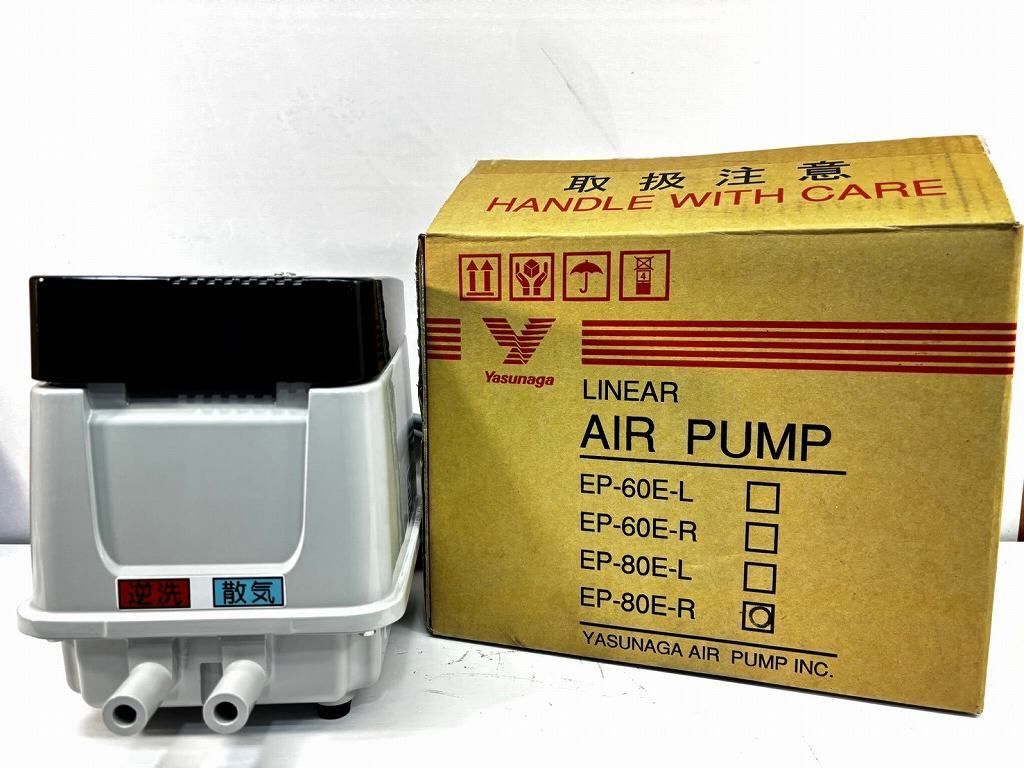 逆洗
散気
取扱注意
HANDLE WITH CARE
4
Yasunaga
LINEAR
AIR PUMP
EP-60E-L
EP-60E-R
EP-80E-L
EP-80E-R
YASUNAGA AIR PUMP INC.